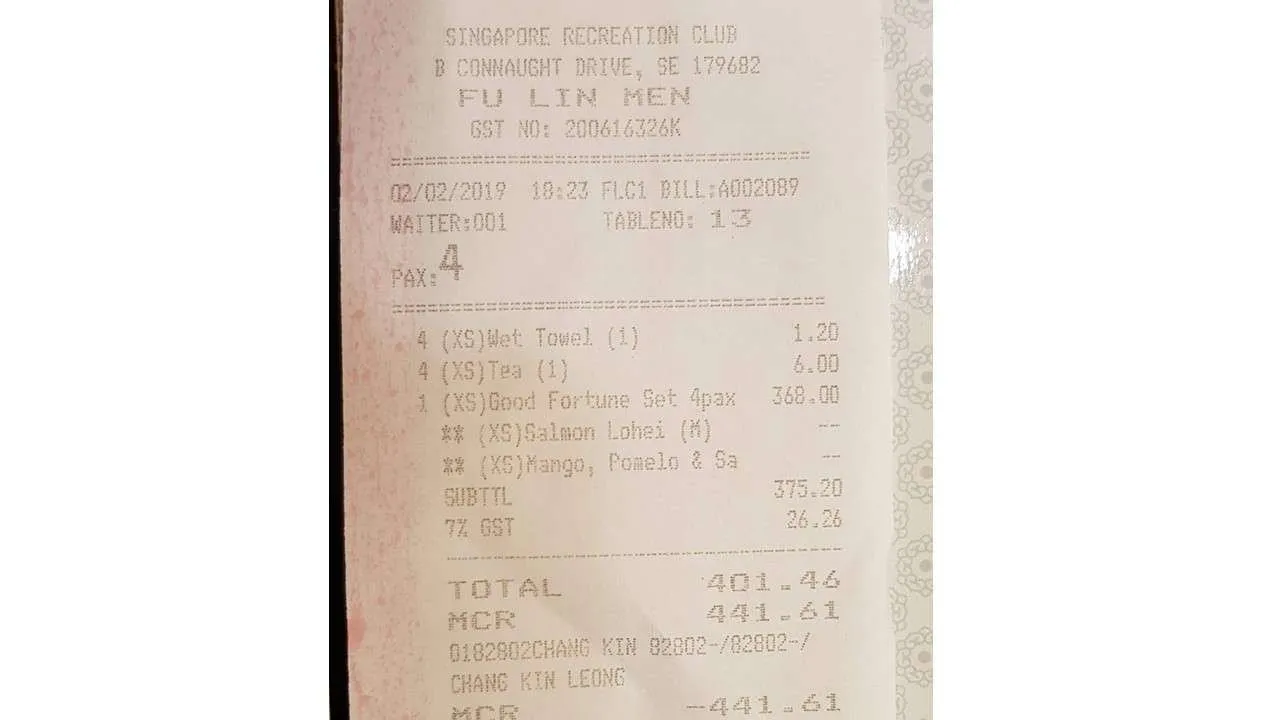 SINGAPORE RECREATION CLUB
B CONNAUGHT DRIVE, SE 179682
FU LIN MEN
GST NO: 200616326K
02/02/2019 18:23 FLC1 BILL:A002089
WAITER:001 TABLENO: 13
PAX:4
4 (XS)Wet Towel (1) 1.20
4 (XS)Tea (1) 6.00
1 (XS)Good Fortune Set 4pax 368.00
** (XS)Salmon Lohei (M) --
** (XS)Mango, Pomelo & Sa --
SUBTTL 375.20
7% GST 26.26
TOTAL 401.46
MCR 441.61
0182802CHANG KIN 82802-/82802-/
CHANG KIN LEONG
MCR -441.61